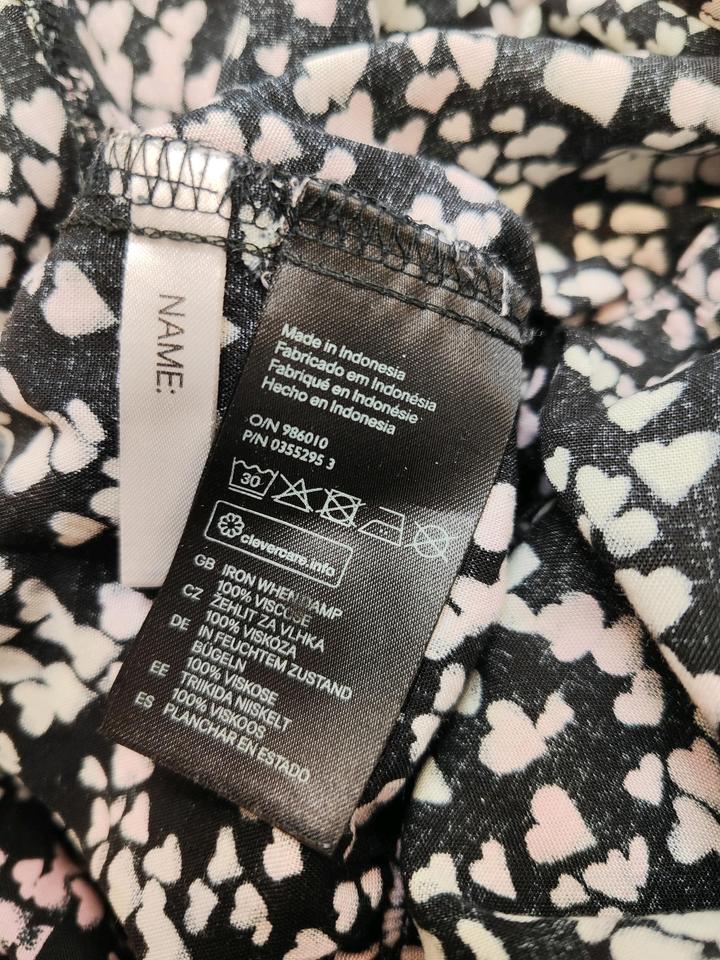 NAME:
Made in Indonesia
Fabricado em Indonésia
Fabriqué en Indonésie
Hecho en Indonesia
O/N 986010
P/N 0355295 3
30
clevercare.info
GB IRON WHEN DAMP
100% VISCOSE
CZ ŽEHLIT ZA VLHKA
100% VISKÓZA
DE IN FEUCHTEM ZUSTAND
BÜGELN
100% VISKOSE
EE TRIIKIDA NIISKELT
100% VISKOOS
ES PLANCHAR EN ESTADO